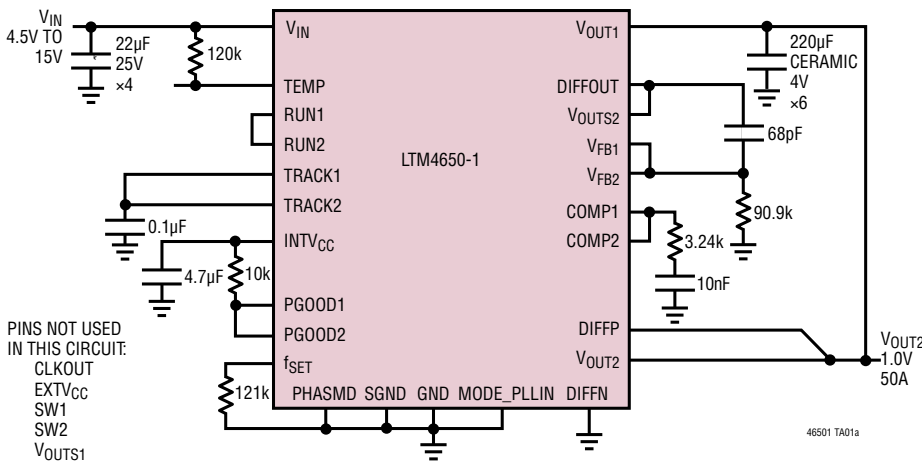 VIN
4.5V TO
15V
22µF
25V
×4
120k
VIN
TEMP
RUN1
RUN2
TRACK1
TRACK2
0.1µF
INTVCC
4.7µF
10k
PGOOD1
PGOOD2
fSET
121k
PHASMD SGND GND MODE_PLLIN DIFFN
LTM4650-1
VOUT1
DIFFOUT
VOUTS2
VFB1
VFB2
COMP1
COMP2
DIFFP
VOUT2
220µF
CERAMIC
4V
×6
68pF
90.9k
3.24k
10nF
VOUT2
1.0V
50A
PINS NOT USED
IN THIS CIRCUIT:
CLKOUT
EXTVCC
SW1
SW2
VOUTS1
46501 TA01a